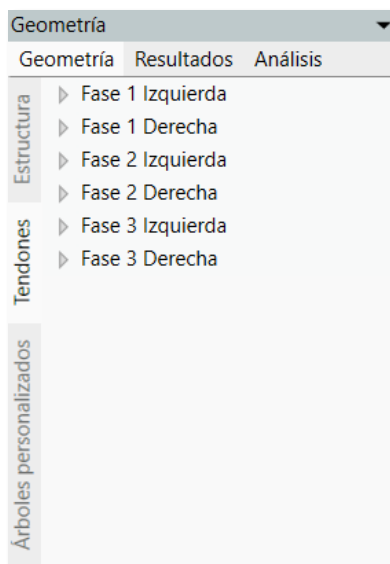 Geometría
Geometría Resultados Análisis
Estructura
Tendones
Árboles personalizados
Fase 1 Izquierda
Fase 1 Derecha
Fase 2 Izquierda
Fase 2 Derecha
Fase 3 Izquierda
Fase 3 Derecha